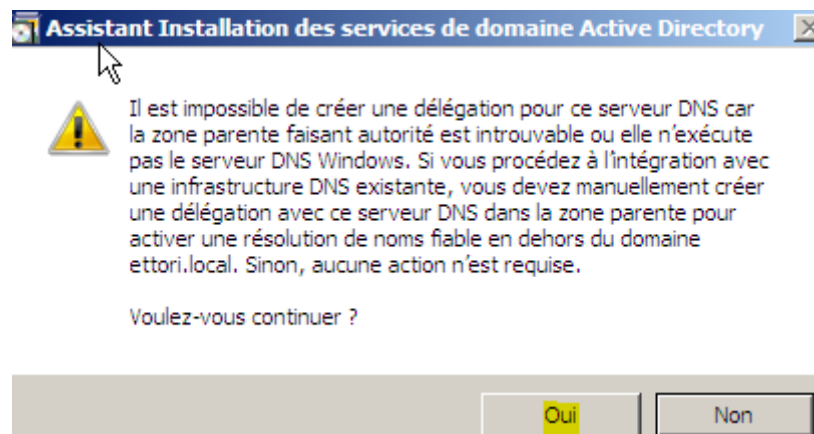 Assistant Installation des services de domaine Active Directory
Il est impossible de créer une délégation pour ce serveur DNS car
la zone parente faisant autorité est introuvable ou elle n'exécute
pas le serveur DNS Windows. Si vous procédez à l'intégration avec
une infrastructure DNS existante, vous devez manuellement créer
une délégation avec ce serveur DNS dans la zone parente pour
activer une résolution de noms fiable en dehors du domaine
ettori.local. Sinon, aucune action n'est requise.
Voulez-vous continuer ?
Oui
Non